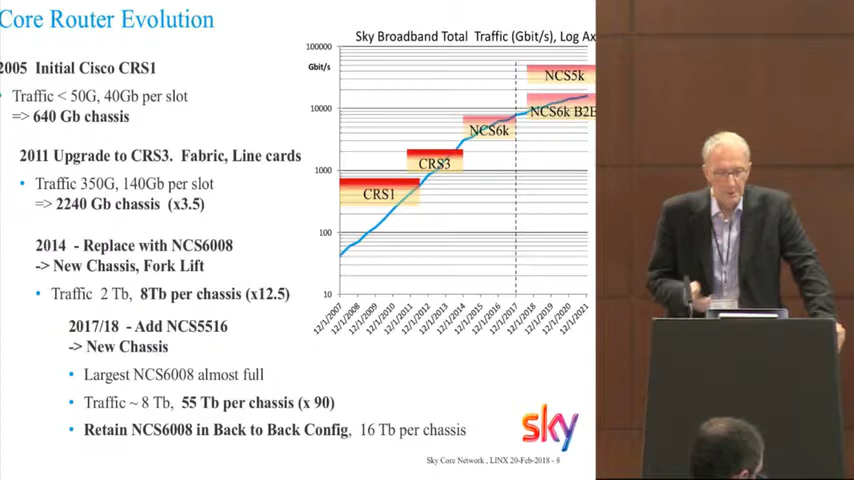 Core Router Evolution
2005 Initial Cisco CRS1
Traffic < 50G, 40Gb per slot
=> 640 Gb chassis
2011 Upgrade to CRS3. Fabric, Line cards
• Traffic 350G, 140Gb per slot
=> 2240 Gb chassis (x3.5)
2014 - Replace with NCS6008
-> New Chassis, Fork Lift
• Traffic 2 Tb, 8Tb per chassis (x12.5)
2017/18 - Add NCS5516
-> New Chassis
• Largest NCS6008 almost full
• Traffic ~ 8 Tb, 55 Tb per chassis (x 90)
• Retain NCS6008 in Back to Back Config, 16 Tb per chassis
Sky Broadband Total Traffic (Gbit/s), Log Ax
100000
Gbit/s
10000
1000
100
10
NCS5k
NCS6k B2B
NCS6k
CRS3
CRS1
12/1/2007
12/1/2008
12/1/2009
12/1/2010
12/1/2011
12/1/2012
12/1/2013
12/1/2014
12/1/2015
12/1/2016
12/1/2017
12/1/2018
12/1/2019
12/1/2020
12/1/2021
sky
Sky Core Network , LINX 20-Feb-2018 - 8